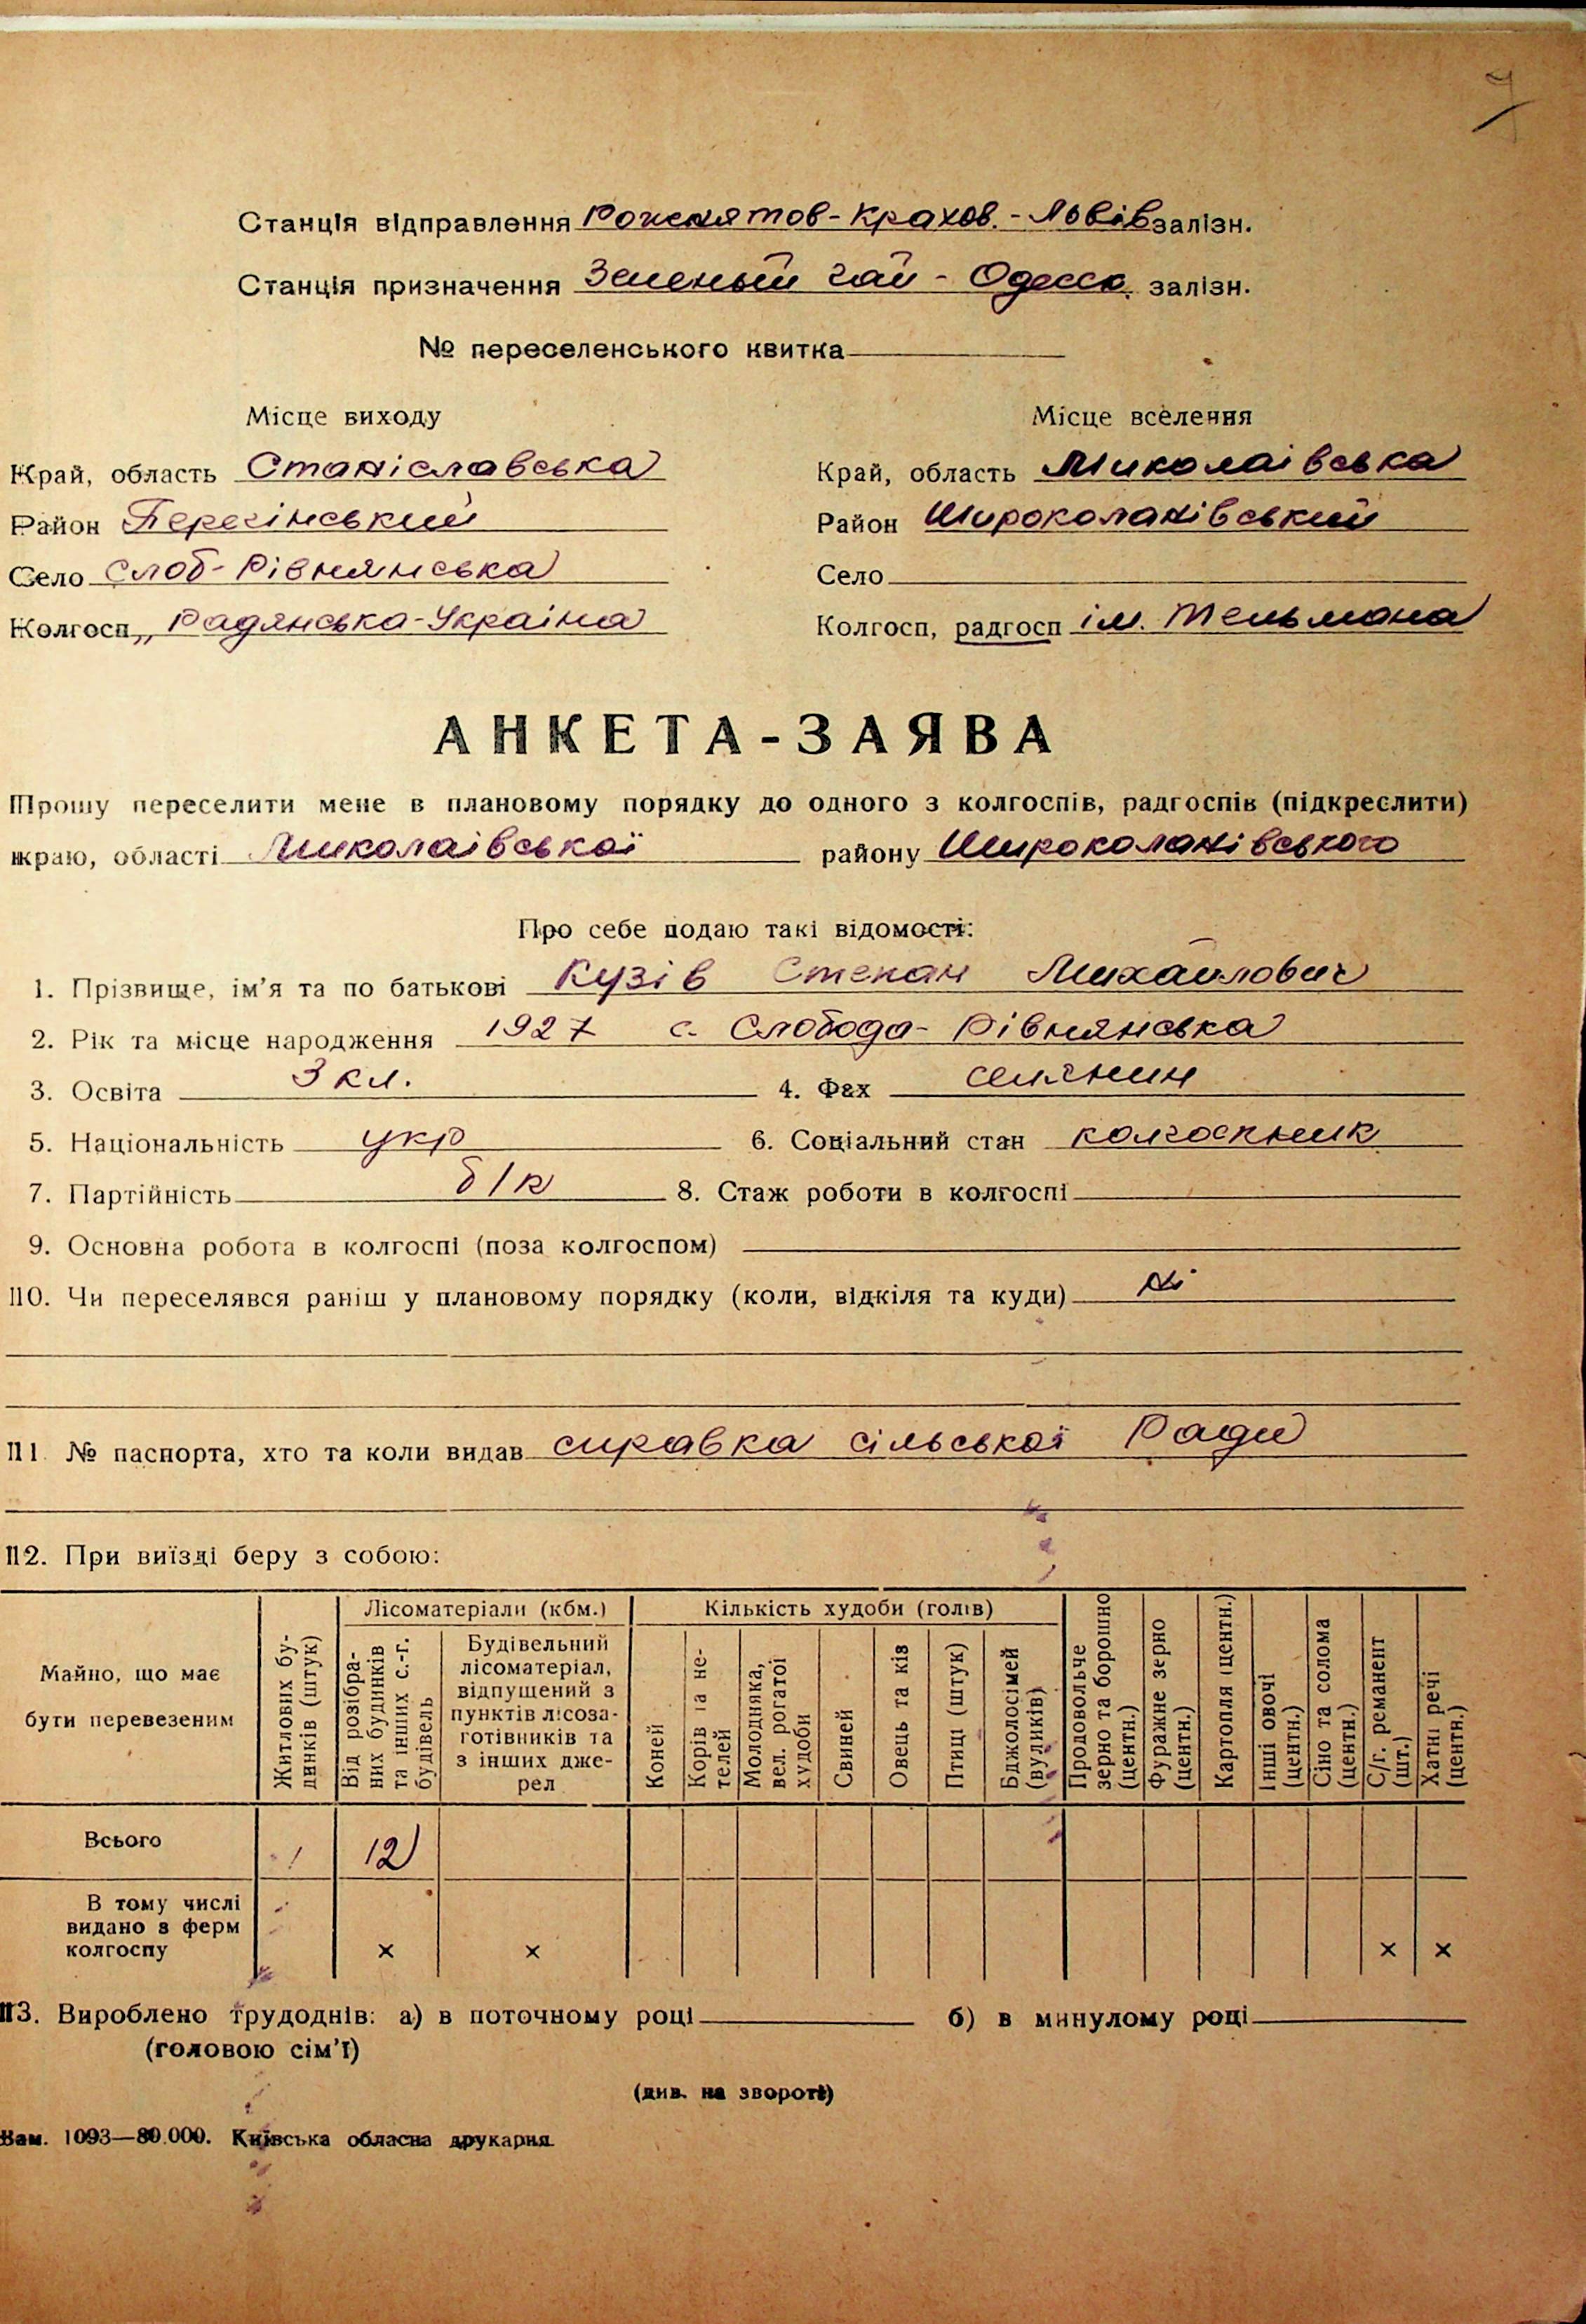 9
Станція відправлення Рожнятов-Крахов.-Львів залізн.
Станція призначення Зеленый гай - Одесск. залізн.
№ переселенського квитка
Місце виходу Місце вселення
Край, область Станіславська Край, область Миколаївська
Район Перегінський Район Широколанівський
Село Слоб-Рівнянська Село
Колгосп „Радянська-Україна Колгосп, радгосп ім. Тельмана
АНКЕТА-ЗАЯВА
Прошу переселити мене в плановому порядку до одного з колгоспів, радгоспів (підкреслити)
краю, області Миколаівської району Широколанівського
Про себе подаю такі відомості:
1. Прізвище, ім’я та по батькові Кузів Степан Михайлович
2. Рік та місце народження 1927 с. Слобода-Рівнянська
3. Освіта 3 кл. 4. Фах селянин
5. Національність укр 6. Соціальний стан колгоспник
7. Партійність б/п 8. Стаж роботи в колгоспі
9. Основна робота в колгоспі (поза колгоспом)
10. Чи переселявся раніш у плановому порядку (коли, відкіля та куди) ні
11. № паспорта, хто та коли видав справка сільської Ради
12. При виїзді беру з собою:
Майно, що має бути перевезеним
Житлових будинків (штук)
Лісоматеріали (кбм.)
Від розібраних будинків та інших с.-г. будівель
Будівельний лісоматеріал, відпущений з пунктів лісозаготівників та з інших джерел
Кількість худоби (голів)
Коней
Корів та нетелей
Молодняка, вел. рогатої худоби
Свиней
Овець та кіз
Птиці (штук)
Бджолосімей (вуликів)
Продовольче зерно та борошно (центн.)
Фуражне зерно (центн.)
Картопля (центн.)
Інші овочі (центн.)
Сіно та солома (центн.)
С/г. реманент (шт.)
Хатні речі (центн.)
Всього 1 12
В тому числі видано з ферм колгоспу × × × ×
13. Вироблено трудоднів: а) в поточному році б) в минулому році
(головою сім’ї)
(див. на звороті)
Зам. 1093—80.000. Київська обласна друкарня.